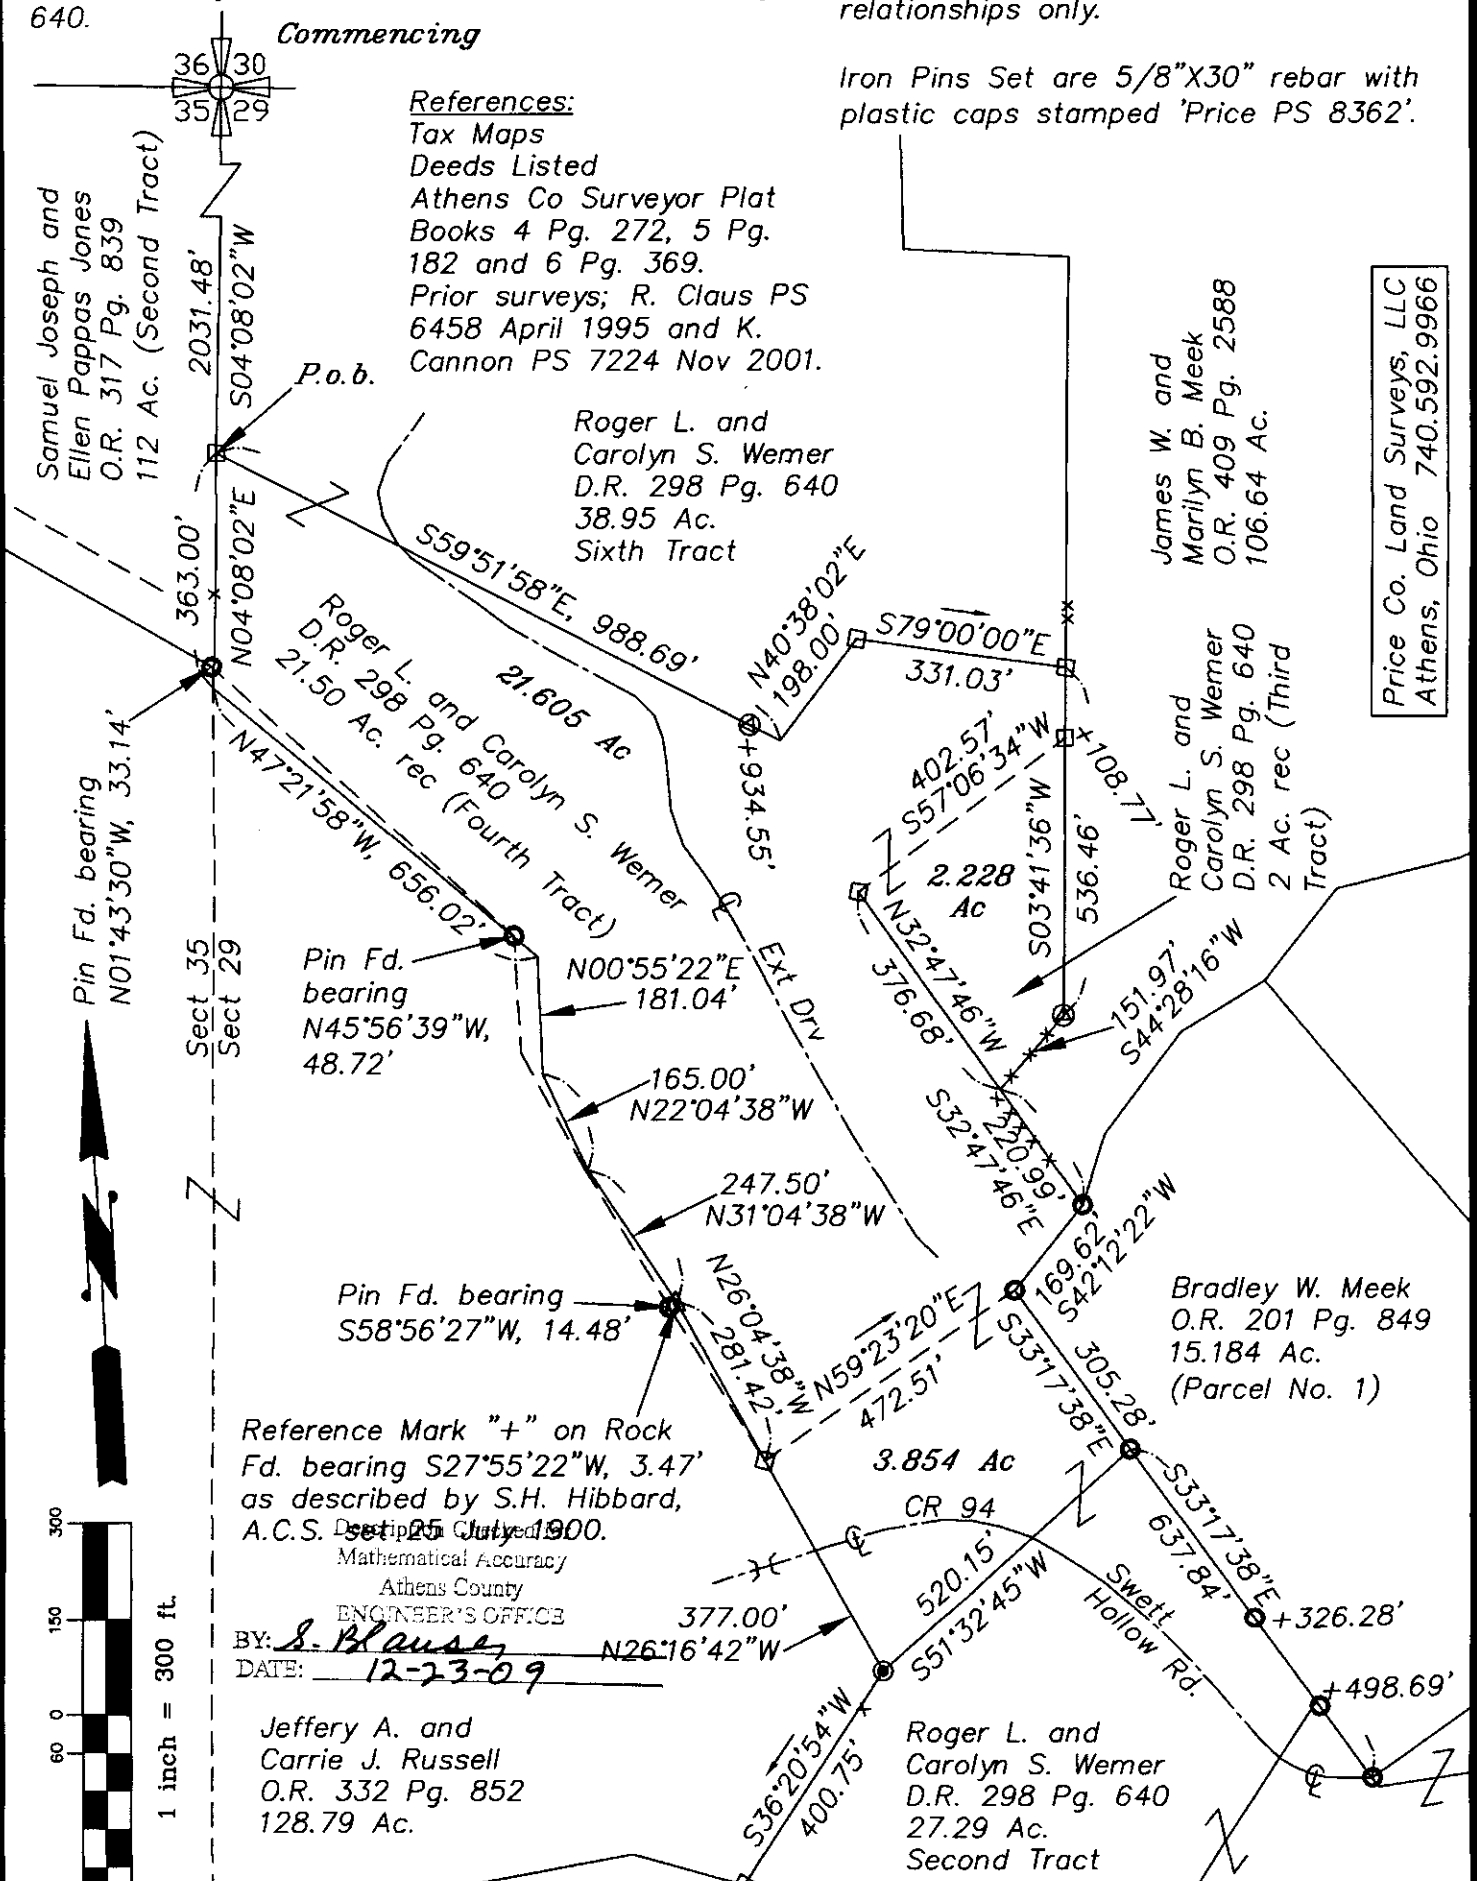 640.
Commencing
relationships only.
Iron Pins Set are 5/8"X30" rebar with
plastic caps stamped 'Price PS 8362'.
36 30
35 29
References:
Tax Maps
Deeds Listed
Athens Co Surveyor Plat
Books 4 Pg. 272, 5 Pg.
182 and 6 Pg. 369.
Prior surveys; R. Claus PS
6458 April 1995 and K.
Cannon PS 7224 Nov 2001.
Samuel Joseph and
Ellen Pappas Jones
O.R. 317 Pg. 839
112 Ac. (Second Tract)
2031.48'
S04°08'02"W
P.o.b.
363.00'
N04°08'02"E
Roger L. and
Carolyn S. Wemer
D.R. 298 Pg. 640
38.95 Ac.
Sixth Tract
James W. and
Marilyn B. Meek
O.R. 409 Pg. 2588
106.64 Ac.
Price Co. Land Surveys, LLC
Athens, Ohio 740.592.9966
S59°51'58"E, 988.69'
N40°38'02"E
198.00'
S79°00'00"E
331.03'
Roger L. and Carolyn S. Wemer
D.R. 298 Pg. 640
21.50 Ac. rec (Fourth Tract)
21.605 Ac
+934.55'
402.57'
S57°06'34"W
+108.77'
Roger L. and
Carolyn S. Wemer
D.R. 298 Pg. 640
2 Ac. rec (Third
Tract)
Pin Fd. bearing
N01°43'30"W, 33.14'
N47°21'58"W, 656.02'
2.228
Ac
S03°41'36"W
536.46'
N32°47'46"W
376.68'
Sect 35
Sect 29
Pin Fd.
bearing
N45°56'39"W,
48.72'
N00°55'22"E
181.04'
Ext Drv
151.97'
S44°28'16"W
165.00'
N22°04'38"W
220.99'
S32°47'46"E
247.50'
N31°04'38"W
169.62'
S42°12'22"W
Pin Fd. bearing
S58°56'27"W, 14.48'
N26°04'38"W
281.42'
N59°23'20"E
472.51'
S33°17'38"E
305.28'
Bradley W. Meek
O.R. 201 Pg. 849
15.184 Ac.
(Parcel No. 1)
Reference Mark "+" on Rock
Fd. bearing S27°55'22"W, 3.47'
as described by S.H. Hibbard,
A.C.S. set 25 July 1900.
3.854 Ac
CR 94
S33°17'38"E
637.84'
Description Checked for
Mathematical Accuracy
Athens County
ENGINEER'S OFFICE
BY: S. Blauser
DATE: 12-23-09
377.00'
N26°16'42"W
520.15'
S51°32'45"W
Swett
Hollow Rd.
+326.28'
+498.69'
300
150
0
60
1 inch = 300 ft.
Jeffery A. and
Carrie J. Russell
O.R. 332 Pg. 852
128.79 Ac.
S36°20'54"W
400.75'
Roger L. and
Carolyn S. Wemer
D.R. 298 Pg. 640
27.29 Ac.
Second Tract